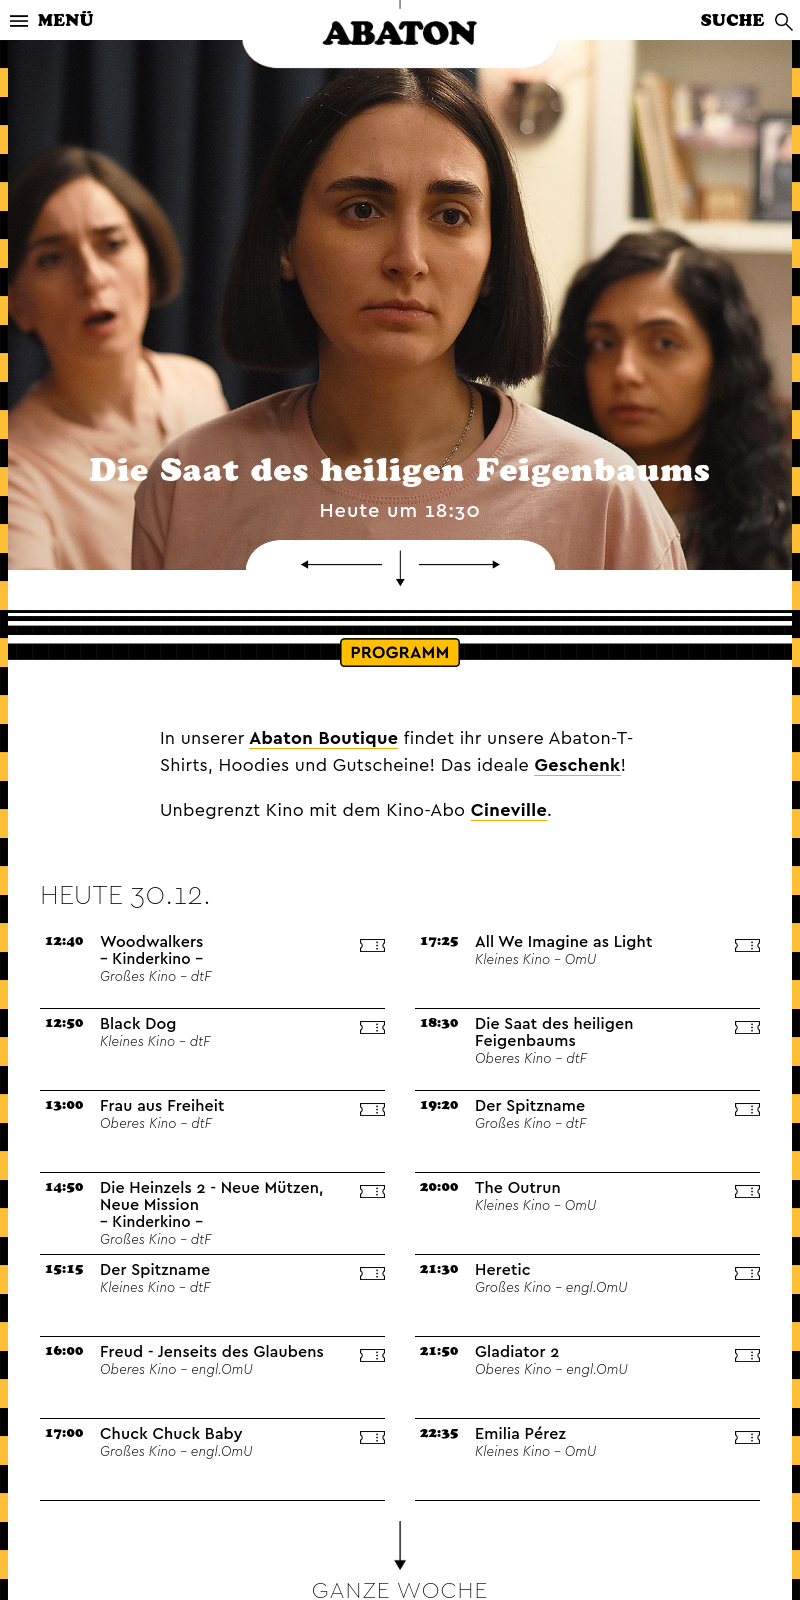 MENÜ
ABATON
SUCHE
Die Saat des heiligen Feigenbaums
Heute um 18:30
PROGRAMM
In unserer Abaton Boutique findet ihr unsere Abaton-T-
Shirts, Hoodies und Gutscheine! Das ideale Geschenk!
Unbegrenzt Kino mit dem Kino-Abo Cineville.
HEUTE 30.12.
12:40 Woodwalkers
– Kinderkino –
Großes Kino – dtF
12:50 Black Dog
Kleines Kino – dtF
13:00 Frau aus Freiheit
Oberes Kino – dtF
14:50 Die Heinzels 2 - Neue Mützen,
Neue Mission
– Kinderkino –
Großes Kino – dtF
15:15 Der Spitzname
Kleines Kino – dtF
16:00 Freud - Jenseits des Glaubens
Oberes Kino – engl.OmU
17:00 Chuck Chuck Baby
Großes Kino – engl.OmU
17:25 All We Imagine as Light
Kleines Kino – OmU
18:30 Die Saat des heiligen
Feigenbaums
Oberes Kino – dtF
19:20 Der Spitzname
Großes Kino – dtF
20:00 The Outrun
Kleines Kino – OmU
21:30 Heretic
Großes Kino – engl.OmU
21:50 Gladiator 2
Oberes Kino – engl.OmU
22:35 Emilia Pérez
Kleines Kino – OmU
GANZE WOCHE